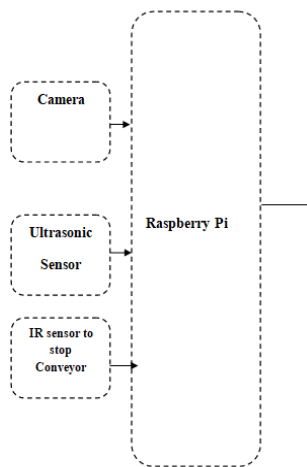 Camera
Ultrasonic
Sensor
Raspberry Pi
IR sensor to
stop
Conveyor